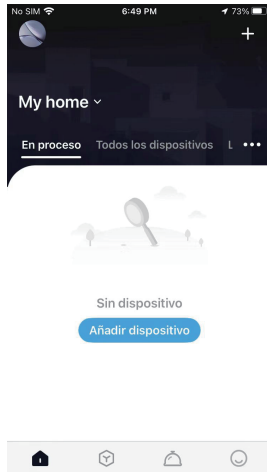 No SIM 6:49 PM 73%
My home
En proceso Todos los dispositivos L
Sin dispositivo
Añadir dispositivo